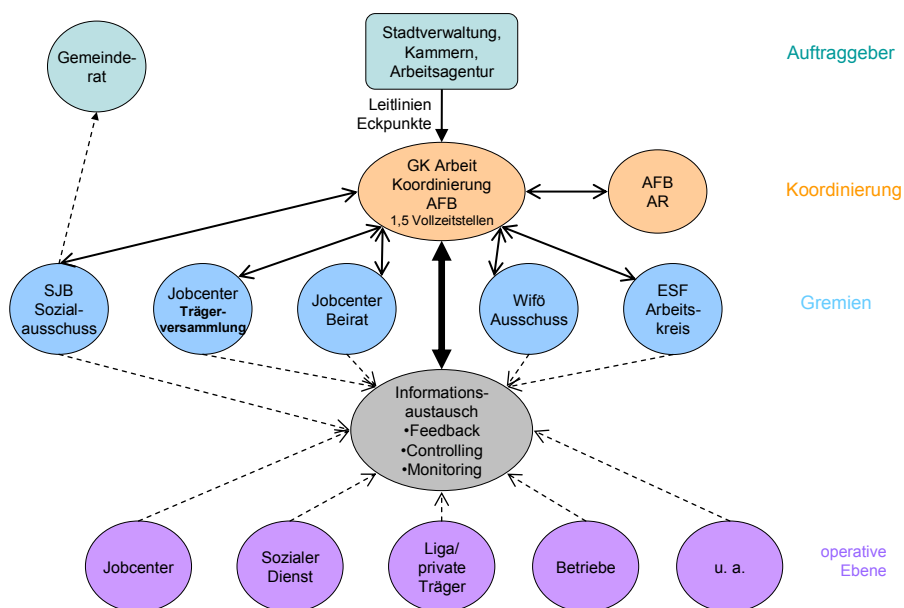 Stadtverwaltung,
Kammern,
Arbeitsagentur
Gemeinde-
rat
Auftraggeber
Leitlinien
Eckpunkte
GK Arbeit
Koordinierung
AFB
1,5 Vollzeitstellen
AFB
AR
Koordinierung
SJB
Sozial-
ausschuss
Jobcenter
Träger-
versammlung
Jobcenter
Beirat
Wifö
Ausschuss
ESF
Arbeits-
kreis
Gremien
Informations-
austausch
•Feedback
•Controlling
•Monitoring
Jobcenter
Sozialer
Dienst
Liga/
private
Träger
Betriebe
u. a.
operative
Ebene